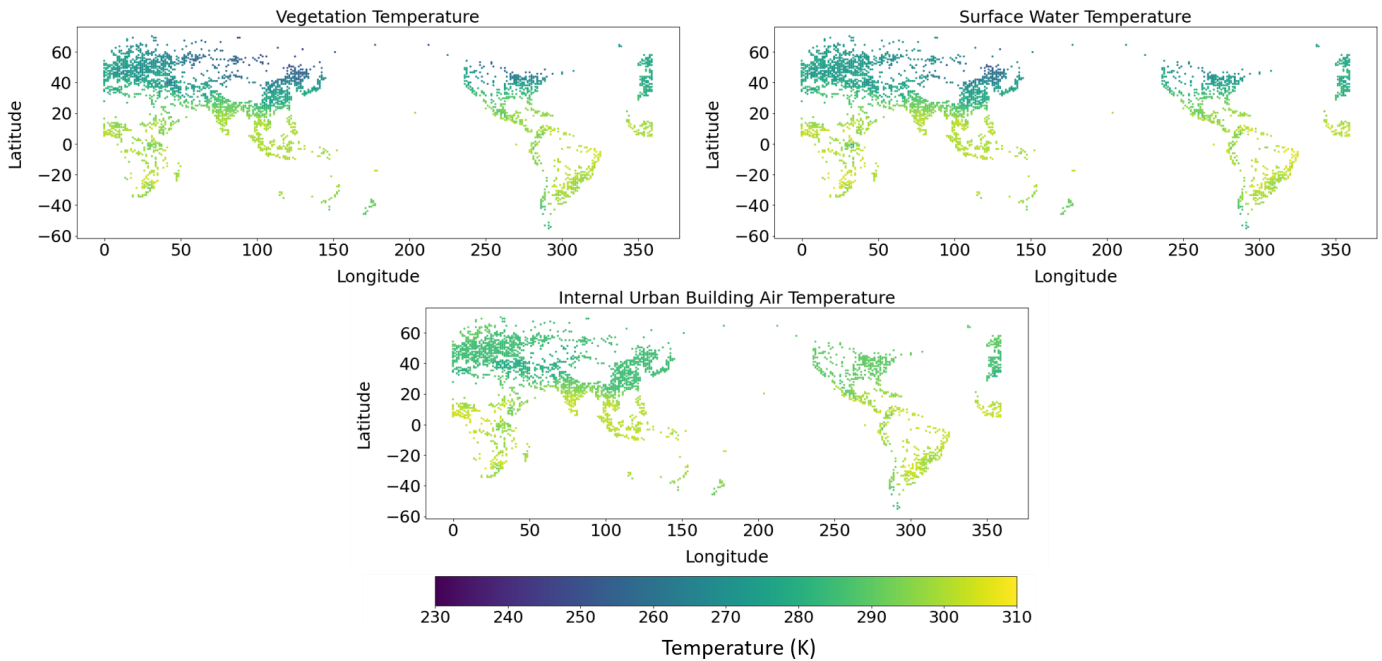 Vegetation Temperature
60
40
20
0
−20
−40
−60
Latitude
0 50 100 150 200 250 300 350
Longitude
Surface Water Temperature
60
40
20
0
−20
−40
−60
Latitude
0 50 100 150 200 250 300 350
Longitude
Internal Urban Building Air Temperature
60
40
20
0
−20
−40
−60
Latitude
0 50 100 150 200 250 300 350
Longitude
230 240 250 260 270 280 290 300 310
Temperature (K)